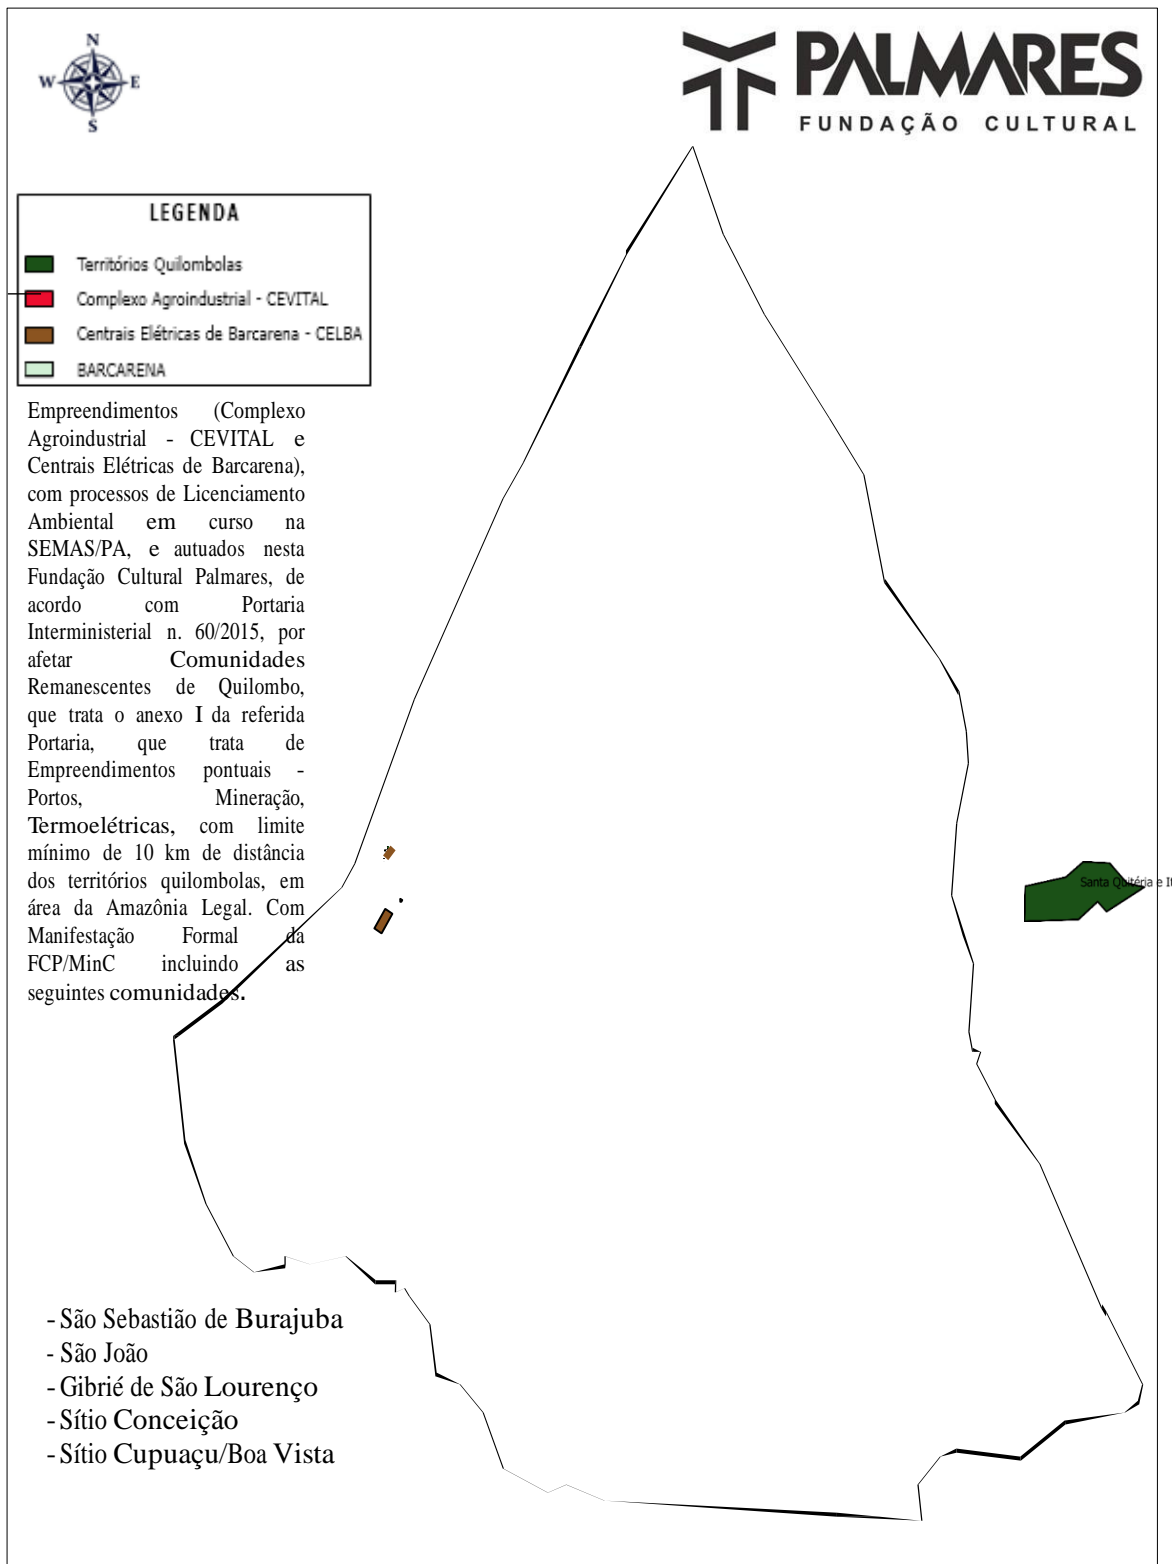 N
W E
S
PALMARES
FUNDAÇÃO CULTURAL
LEGENDA
Territórios Quilombolas
Complexo Agroindustrial - CEVITAL
Centrais Elétricas de Barcarena - CELBA
BARCARENA
Empreendimentos (Complexo
Agroindustrial - CEVITAL e
Centrais Elétricas de Barcarena),
com processos de Licenciamento
Ambiental em curso na
SEMAS/PA, e autuados nesta
Fundação Cultural Palmares, de
acordo com Portaria
Interministerial n. 60/2015, por
afetar Comunidades
Remanescentes de Quilombo,
que trata o anexo I da referida
Portaria, que trata de
Empreendimentos pontuais -
Portos, Mineração,
Termoelétricas, com limite
mínimo de 10 km de distância
dos territórios quilombolas, em
área da Amazônia Legal. Com
Manifestação Formal da
FCP/MinC incluindo as
seguintes comunidades.
Santa Quitéria e It
- São Sebastião de Burajuba
- São João
- Gibrié de São Lourenço
- Sítio Conceição
- Sítio Cupuaçu/Boa Vista